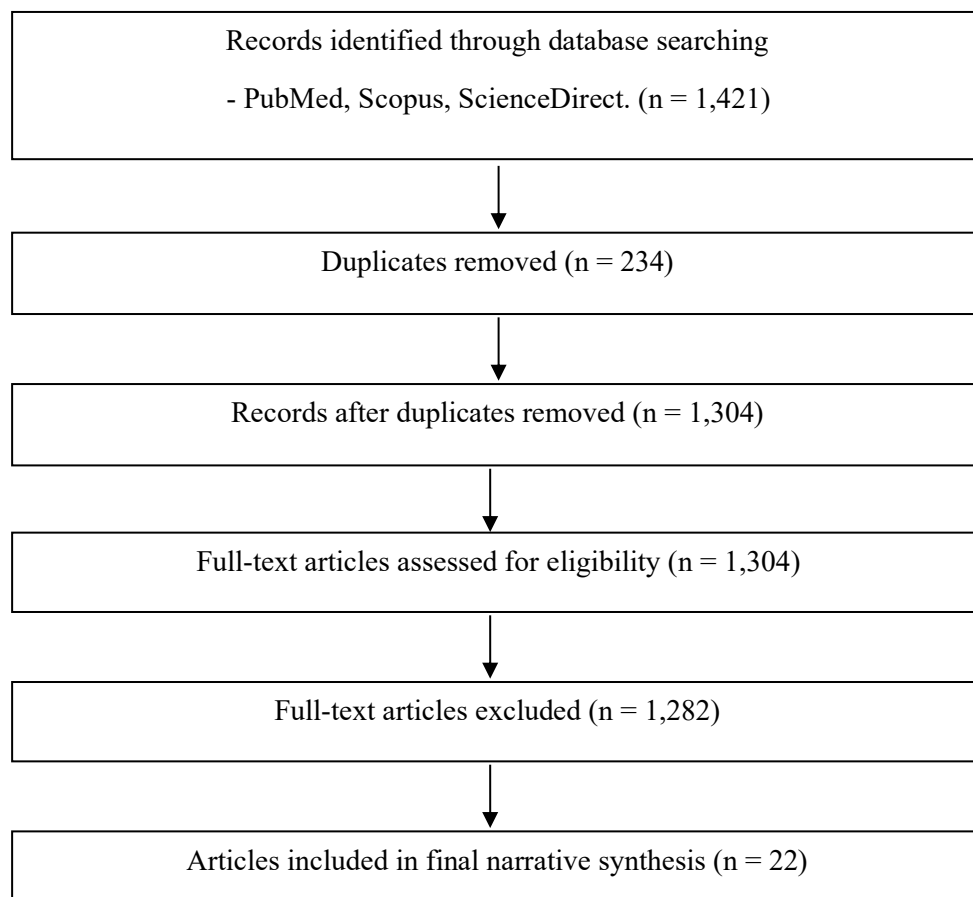 Records identified through database searching
- PubMed, Scopus, ScienceDirect. (n = 1,421)
Duplicates removed (n = 234)
Records after duplicates removed (n = 1,304)
Full-text articles assessed for eligibility (n = 1,304)
Full-text articles excluded (n = 1,282)
Articles included in final narrative synthesis (n = 22)